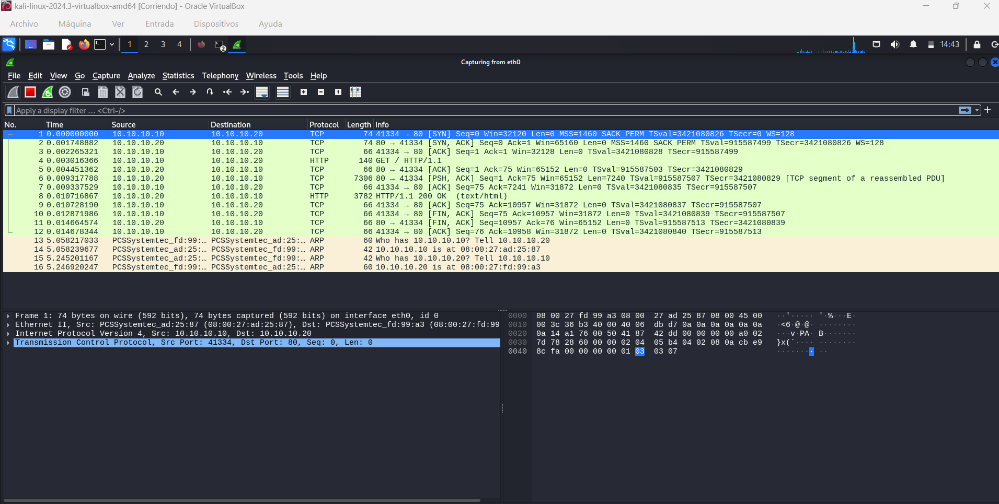 kali-linux-2024.3-virtualbox-amd64 [Corriendo] - Oracle VirtualBox
Archivo Máquina Ver Entrada Dispositivos Ayuda
1 2 3 4 2 14:43
Capturing from eth0
File Edit View Go Capture Analyze Statistics Telephony Wireless Tools Help
Apply a display filter ... <Ctrl-/>
No. Time Source Destination Protocol Length Info
1 0.000000000 10.10.10.10 10.10.10.20 TCP 74 41334 → 80 [SYN] Seq=0 Win=32120 Len=0 MSS=1460 SACK_PERM TSval=3421080826 TSecr=0 WS=128
2 0.001748882 10.10.10.20 10.10.10.10 TCP 74 80 → 41334 [SYN, ACK] Seq=0 Ack=1 Win=65160 Len=0 MSS=1460 SACK_PERM TSval=915587499 TSecr=3421080826 WS=128
3 0.002265321 10.10.10.10 10.10.10.20 TCP 66 41334 → 80 [ACK] Seq=1 Ack=1 Win=32128 Len=0 TSval=3421080828 TSecr=915587499
4 0.003016366 10.10.10.10 10.10.10.20 HTTP 140 GET / HTTP/1.1
5 0.004451362 10.10.10.20 10.10.10.10 TCP 66 80 → 41334 [ACK] Seq=1 Ack=75 Win=65152 Len=0 TSval=915587503 TSecr=3421080829
6 0.009317788 10.10.10.20 10.10.10.10 TCP 7306 80 → 41334 [PSH, ACK] Seq=1 Ack=75 Win=65152 Len=7240 TSval=915587507 TSecr=3421080829 [TCP segment of a reassembled PDU]
7 0.009337529 10.10.10.10 10.10.10.20 TCP 66 41334 → 80 [ACK] Seq=75 Ack=7241 Win=31872 Len=0 TSval=3421080835 TSecr=915587507
8 0.010716867 10.10.10.20 10.10.10.10 HTTP 3782 HTTP/1.1 200 OK (text/html)
9 0.010728190 10.10.10.10 10.10.10.20 TCP 66 41334 → 80 [ACK] Seq=75 Ack=10957 Win=31872 Len=0 TSval=3421080837 TSecr=915587507
10 0.012871986 10.10.10.10 10.10.10.20 TCP 66 41334 → 80 [FIN, ACK] Seq=75 Ack=10957 Win=31872 Len=0 TSval=3421080839 TSecr=915587507
11 0.014664574 10.10.10.20 10.10.10.10 TCP 66 80 → 41334 [FIN, ACK] Seq=10957 Ack=76 Win=65152 Len=0 TSval=915587513 TSecr=3421080839
12 0.014678344 10.10.10.10 10.10.10.20 TCP 66 41334 → 80 [ACK] Seq=76 Ack=10958 Win=31872 Len=0 TSval=3421080840 TSecr=915587513
13 5.058217033 PCSSystemtec_fd:99:… PCSSystemtec_ad:25:… ARP 60 Who has 10.10.10.10? Tell 10.10.10.20
14 5.058239677 PCSSystemtec_ad:25:… PCSSystemtec_fd:99:… ARP 42 10.10.10.10 is at 08:00:27:ad:25:87
15 5.245201167 PCSSystemtec_ad:25:… PCSSystemtec_fd:99:… ARP 42 Who has 10.10.10.20? Tell 10.10.10.10
16 5.246920247 PCSSystemtec_fd:99:… PCSSystemtec_ad:25:… ARP 60 10.10.10.20 is at 08:00:27:fd:99:a3
Frame 1: 74 bytes on wire (592 bits), 74 bytes captured (592 bits) on interface eth0, id 0
Ethernet II, Src: PCSSystemtec_ad:25:87 (08:00:27:ad:25:87), Dst: PCSSystemtec_fd:99:a3 (08:00:27:fd:99
Internet Protocol Version 4, Src: 10.10.10.10, Dst: 10.10.10.20
Transmission Control Protocol, Src Port: 41334, Dst Port: 80, Seq: 0, Len: 0
0000 08 00 27 fd 99 a3 08 00 27 ad 25 87 08 00 45 00 ··'····· '·%···E·
0010 00 3c 36 b3 40 00 40 06 db d7 0a 0a 0a 0a 0a 0a ·<6·@·@· ········
0020 0a 14 a1 76 00 50 41 87 42 dd 00 00 00 00 a0 02 ···v·PA· B·······
0030 7d 78 28 60 00 00 02 04 05 b4 04 02 08 0a cb e9 }x(`···· ········
0040 8c fa 00 00 00 00 01 03 03 07 ········ ··